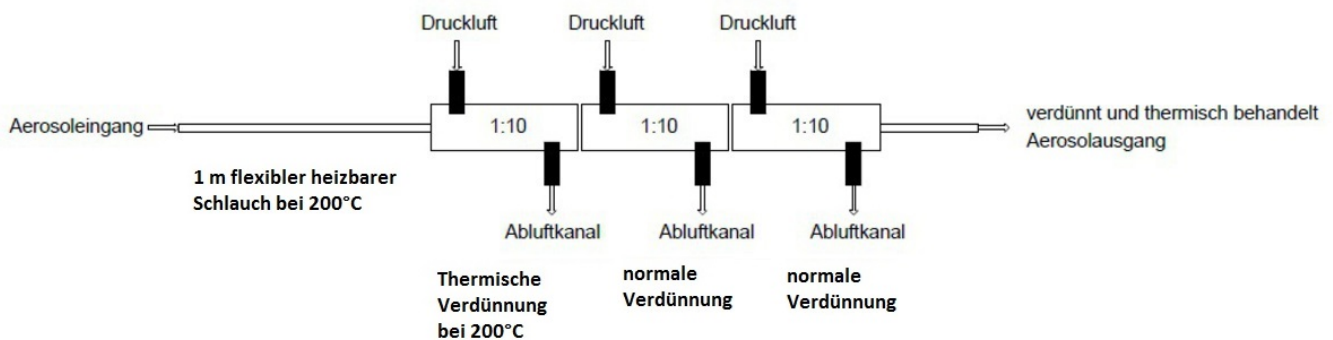 Druckluft
Druckluft
Druckluft
Aerosoleingang
1:10
1:10
1:10
verdünnt und thermisch behandelt
Aerosolausgang
1 m flexibler heizbarer
Schlauch bei 200°C
Abluftkanal
Abluftkanal
Abluftkanal
Thermische
Verdünnung
bei 200°C
normale
Verdünnung
normale
Verdünnung